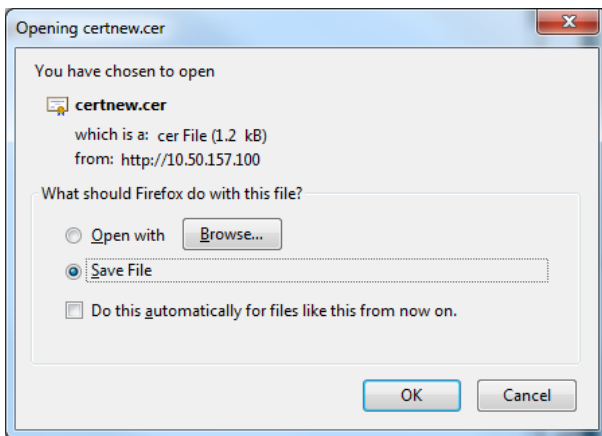 Opening certnew.cer
You have chosen to open
certnew.cer
which is a: cer File (1.2 kB)
from: http://10.50.157.100
What should Firefox do with this file?
Open with Browse...
Save File
Do this automatically for files like this from now on.
OK Cancel